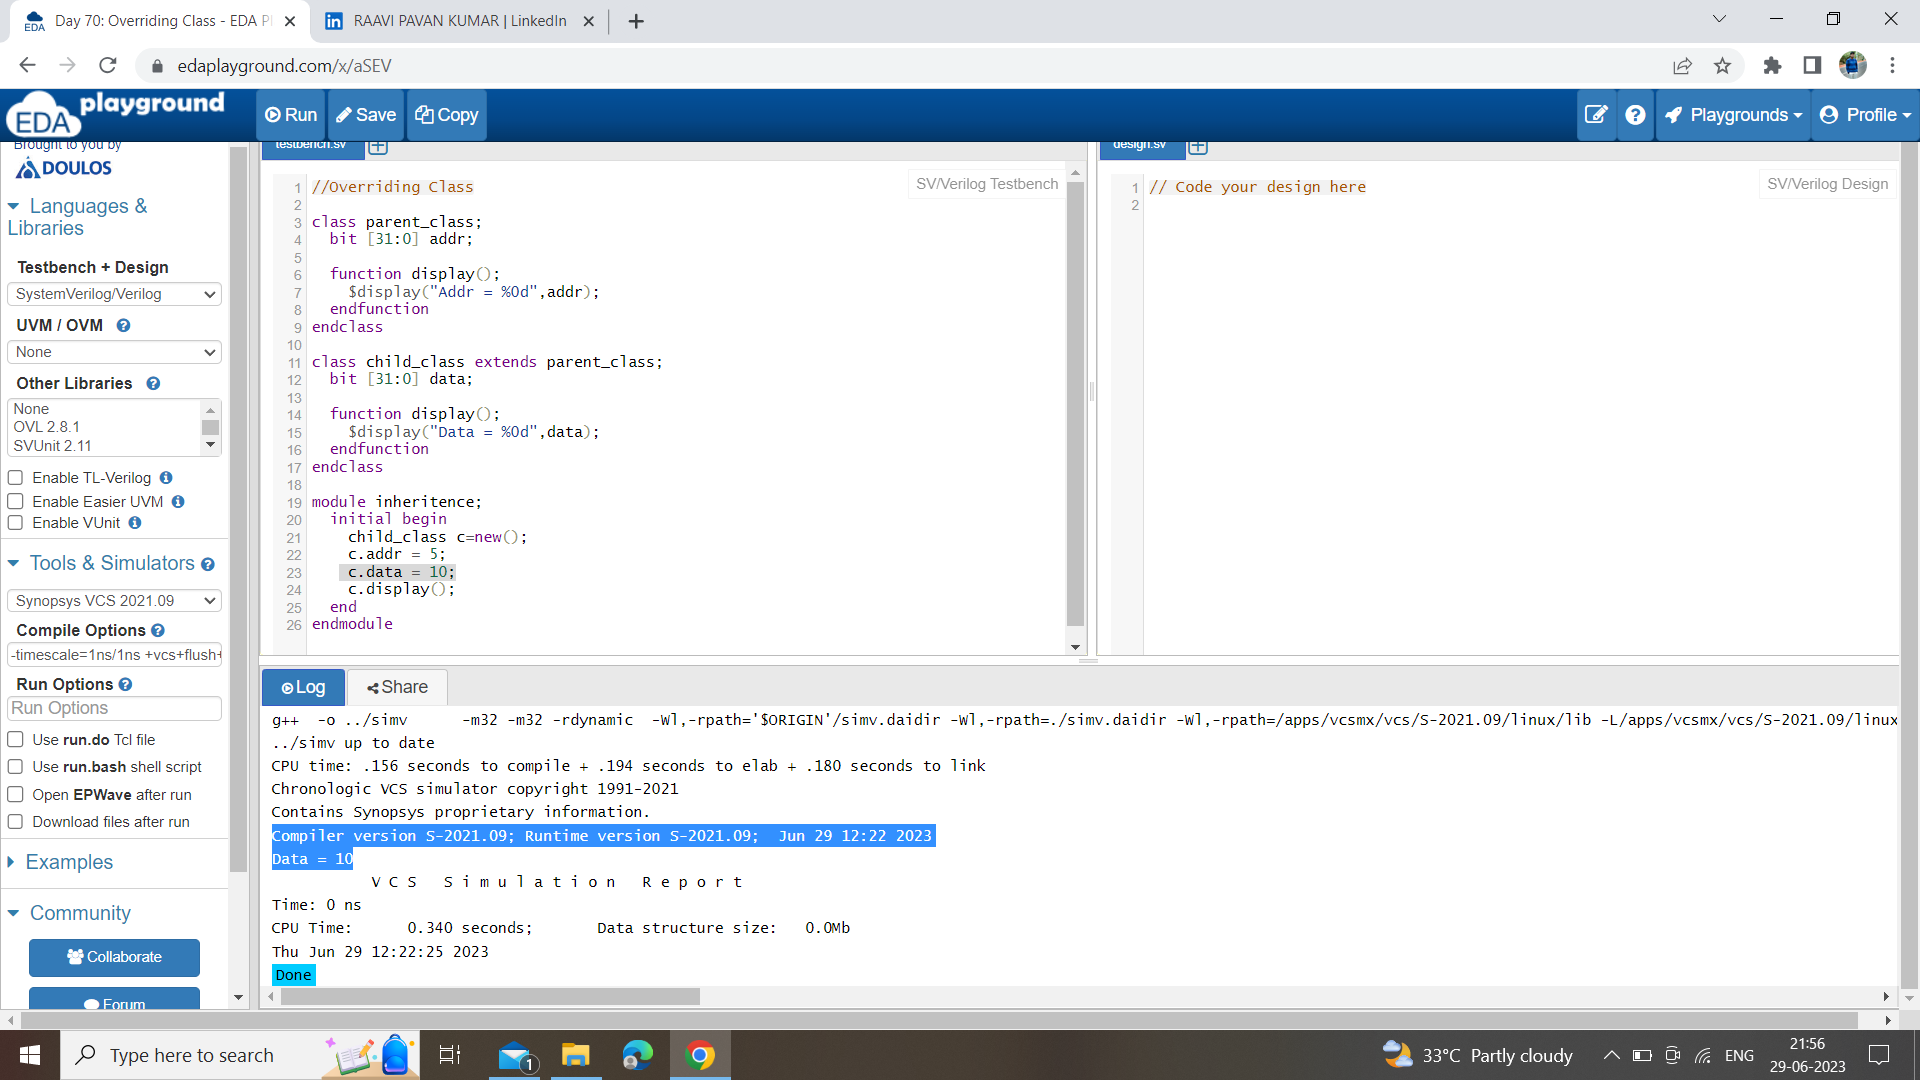 Day 70: Overriding Class - EDA P
RAAVI PAVAN KUMAR | LinkedIn
edaplayground.com/x/aSEV
EDA playground
Run
Save
Copy
Playgrounds
Profile
Brought to you by
DOULOS
Languages & Libraries
Testbench + Design
SystemVerilog/Verilog
UVM / OVM
None
Other Libraries
None
OVL 2.8.1
SVUnit 2.11
Enable TL-Verilog
Enable Easier UVM
Enable VUnit
Tools & Simulators
Synopsys VCS 2021.09
Compile Options
-timescale=1ns/1ns +vcs+flush+
Run Options
Run Options
Use run.do Tcl file
Use run.bash shell script
Open EPWave after run
Download files after run
Examples
Community
Collaborate
Forum
testbench.sv
SV/Verilog Testbench
1 //Overriding Class
2
3 class parent_class;
4 bit [31:0] addr;
5
6 function display();
7 $display("Addr = %0d",addr);
8 endfunction
9 endclass
10
11 class child_class extends parent_class;
12 bit [31:0] data;
13
14 function display();
15 $display("Data = %0d",data);
16 endfunction
17 endclass
18
19 module inheritence;
20 initial begin
21 child_class c=new();
22 c.addr = 5;
23 c.data = 10;
24 c.display();
25 end
26 endmodule
design.sv
SV/Verilog Design
1 // Code your design here
2
Log
Share
g++ -o ../simv -m32 -m32 -rdynamic -Wl,-rpath='$ORIGIN'/simv.daidir -Wl,-rpath=./simv.daidir -Wl,-rpath=/apps/vcsmx/vcs/S-2021.09/linux/lib -L/apps/vcsmx/vcs/S-2021.09/linux
../simv up to date
CPU time: .156 seconds to compile + .194 seconds to elab + .180 seconds to link
Chronologic VCS simulator copyright 1991-2021
Contains Synopsys proprietary information.
Compiler version S-2021.09; Runtime version S-2021.09; Jun 29 12:22 2023
Data = 10
V C S S i m u l a t i o n R e p o r t
Time: 0 ns
CPU Time: 0.340 seconds; Data structure size: 0.0Mb
Thu Jun 29 12:22:25 2023
Done
Type here to search
1
33°C Partly cloudy
ENG
21:56
29-06-2023